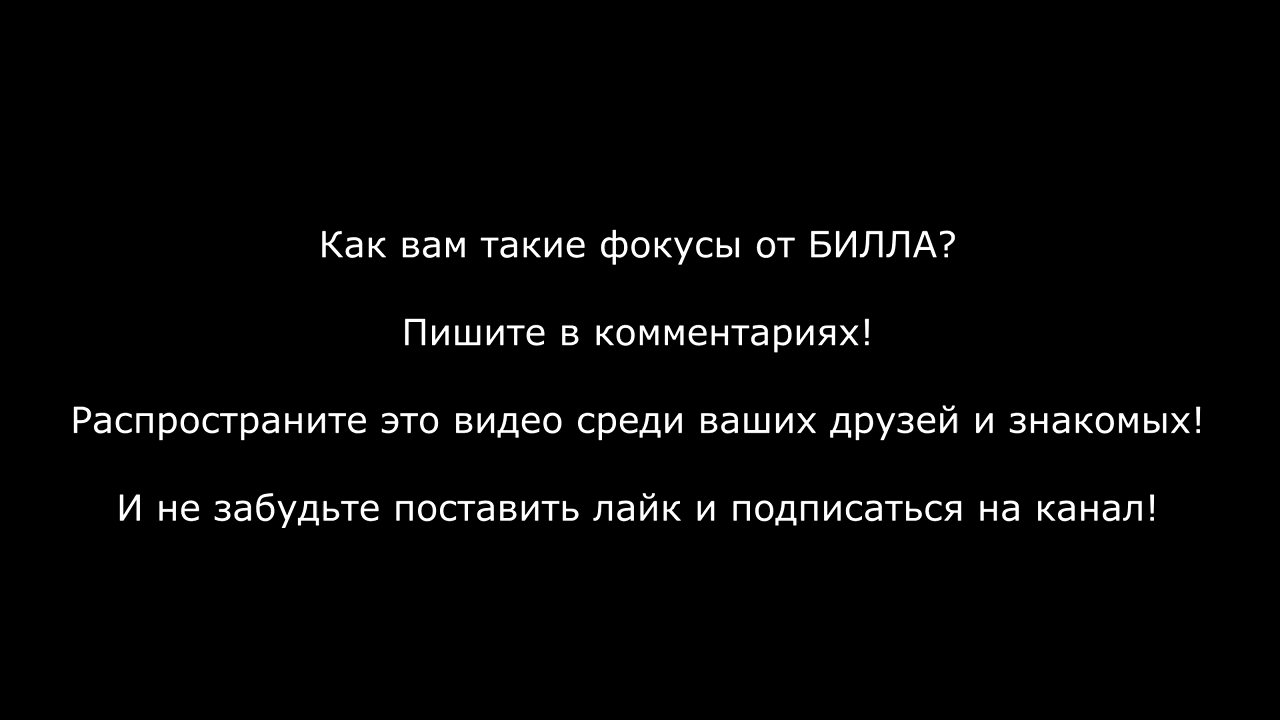 Как вам такие фокусы от БИЛЛА?
Пишите в комментариях!
Распространите это видео среди ваших друзей и знакомых!
И не забудьте поставить лайк и подписаться на канал!